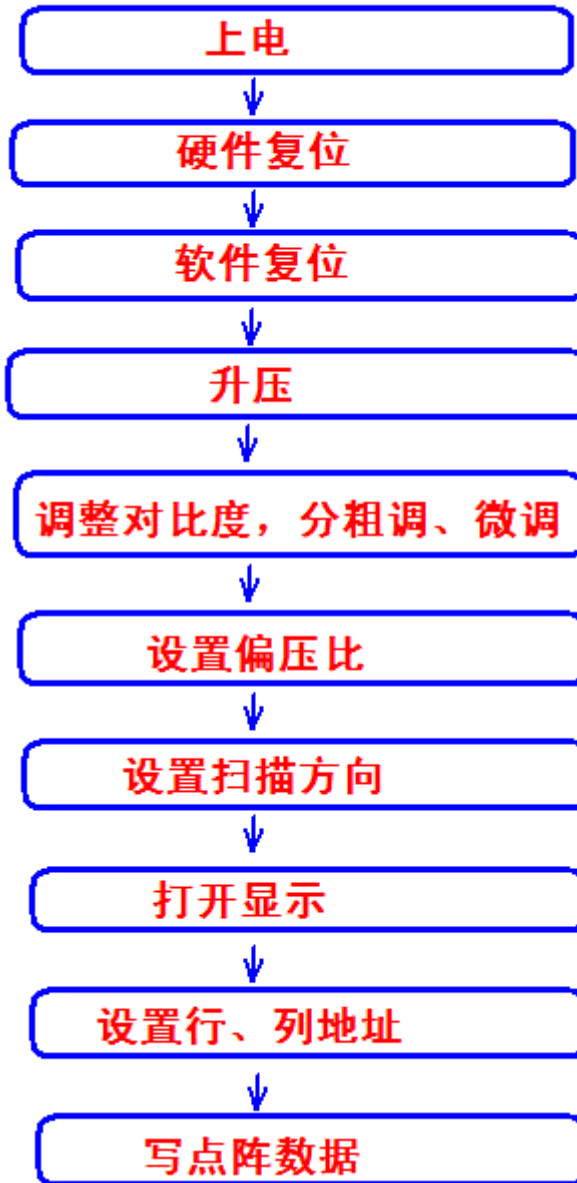 上电
硬件复位
软件复位
升压
调整对比度，分粗调、微调
设置偏压比
设置扫描方向
打开显示
设置行、列地址
写点阵数据